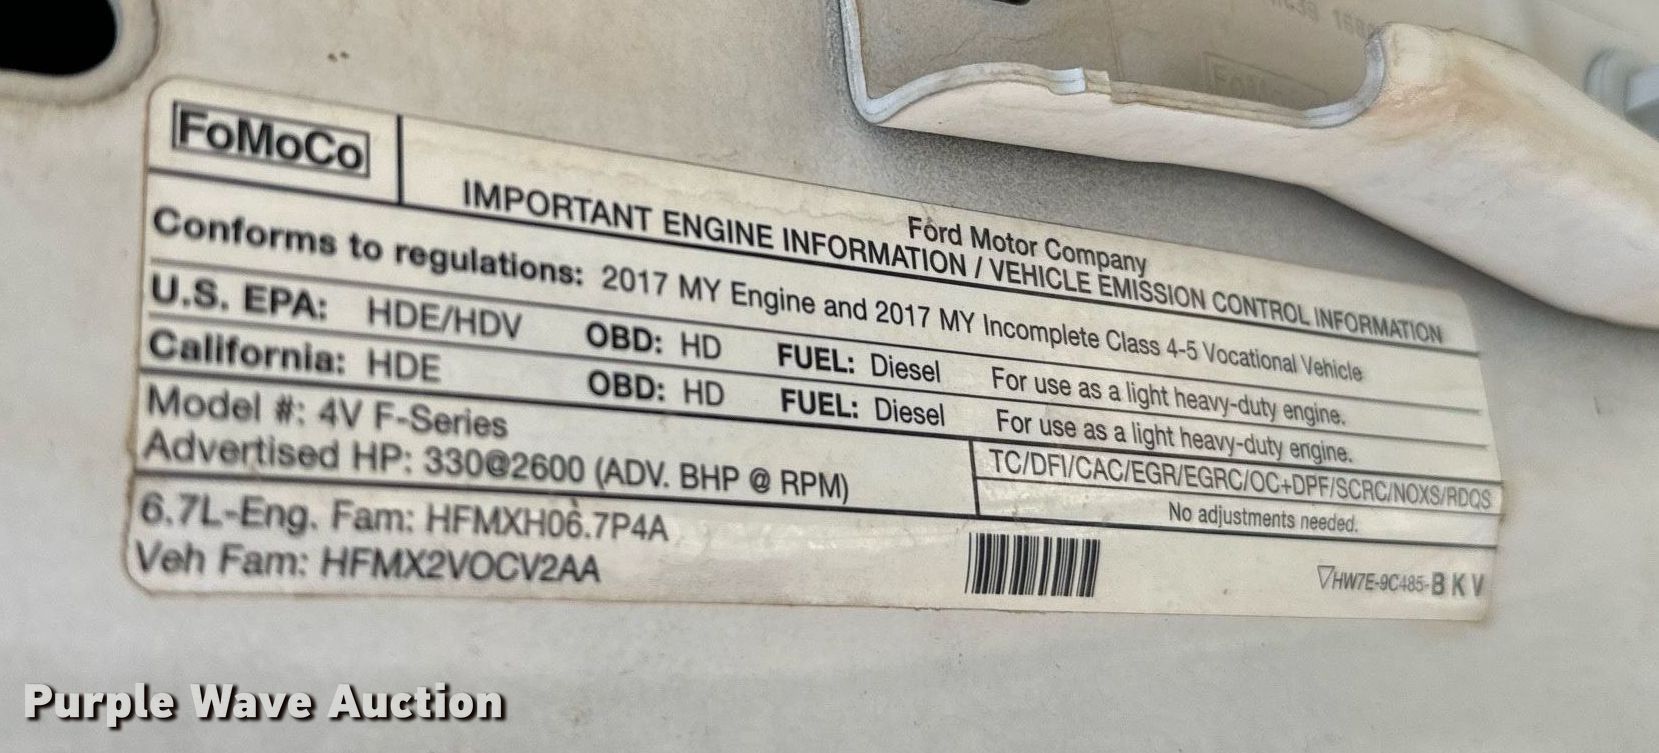 FoMoCo
Ford Motor Company
IMPORTANT ENGINE INFORMATION / VEHICLE EMISSION CONTROL INFORMATION
Conforms to regulations: 2017 MY Engine and 2017 MY Incomplete Class 4-5 Vocational Vehicle
U.S. EPA: HDE/HDV OBD: HD FUEL: Diesel For use as a light heavy-duty engine.
California: HDE OBD: HD FUEL: Diesel For use as a light heavy-duty engine.
Model #: 4V F-Series
Advertised HP: 330@2600 (ADV. BHP @ RPM)
TC/DFI/CAC/EGR/EGRC/OC+DPF/SCRC/NOXS/RDQS
No adjustments needed.
6.7L-Eng. Fam: HFMXH06.7P4A
Veh Fam: HFMX2VOCV2AA
HW7E-9C485-B K V
FoMoCo
Purple Wave Auction